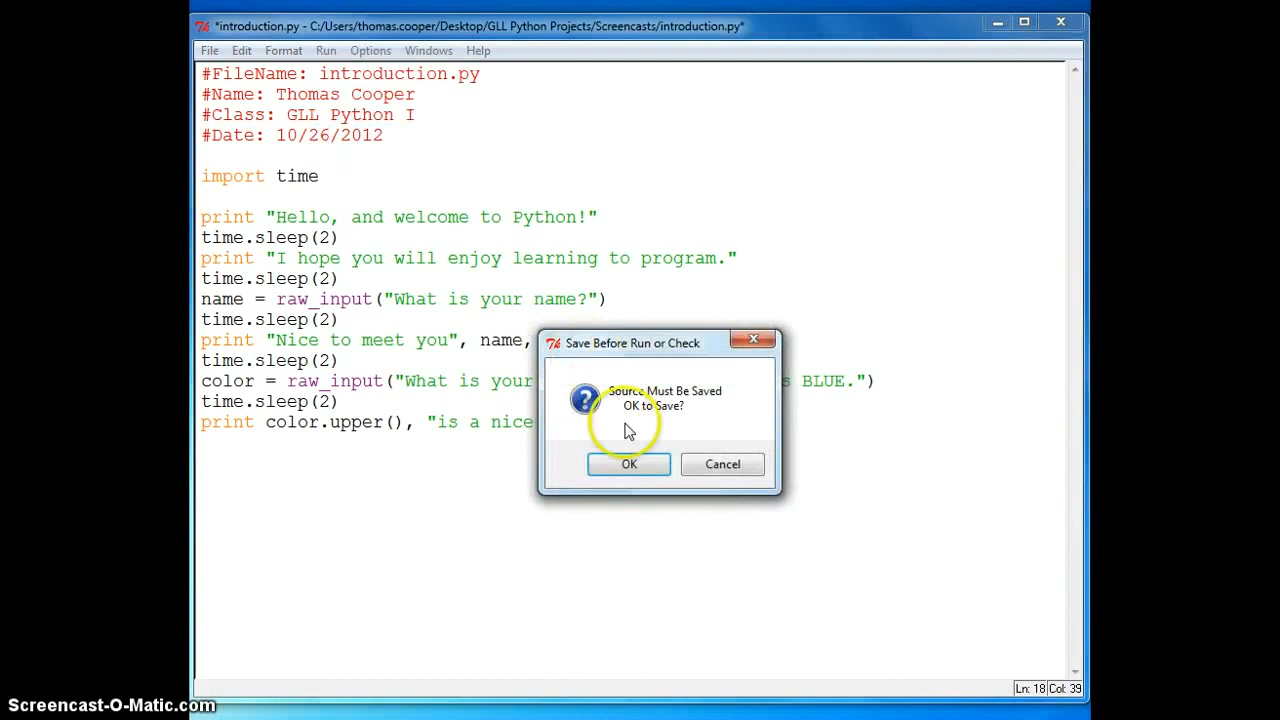 *introduction.py - C:/Users/thomas.cooper/Desktop/GLL Python Projects/Screencasts/introduction.py*
File Edit Format Run Options Windows Help
#FileName: introduction.py
#Name: Thomas Cooper
#Class: GLL Python I
#Date: 10/26/2012
import time
print "Hello, and welcome to Python!"
time.sleep(2)
print "I hope you will enjoy learning to program."
time.sleep(2)
name = raw_input("What is your name?")
time.sleep(2)
print "Nice to meet you", name,
time.sleep(2)
color = raw_input("What is your s BLUE.")
time.sleep(2)
print color.upper(), "is a nice
Save Before Run or Check
Source Must Be Saved
OK to Save?
OK Cancel
Ln: 18 Col: 39
Screencast-O-Matic.com